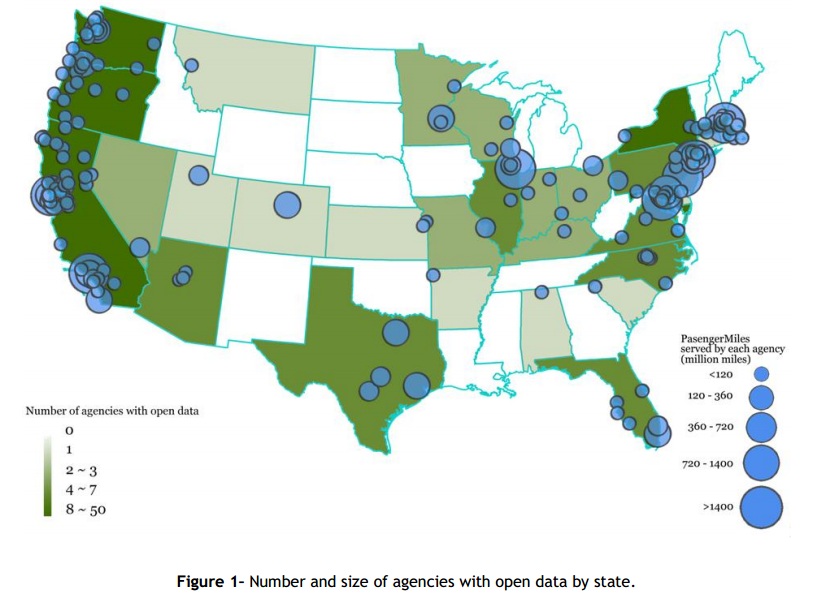 PasengerMiles
served by each agency
(million miles)
<120
120 - 360
360 - 720
720 - 1400
>1400
Number of agencies with open data
0
1
2 ~ 3
4 ~ 7
8 ~ 50
Figure 1- Number and size of agencies with open data by state.